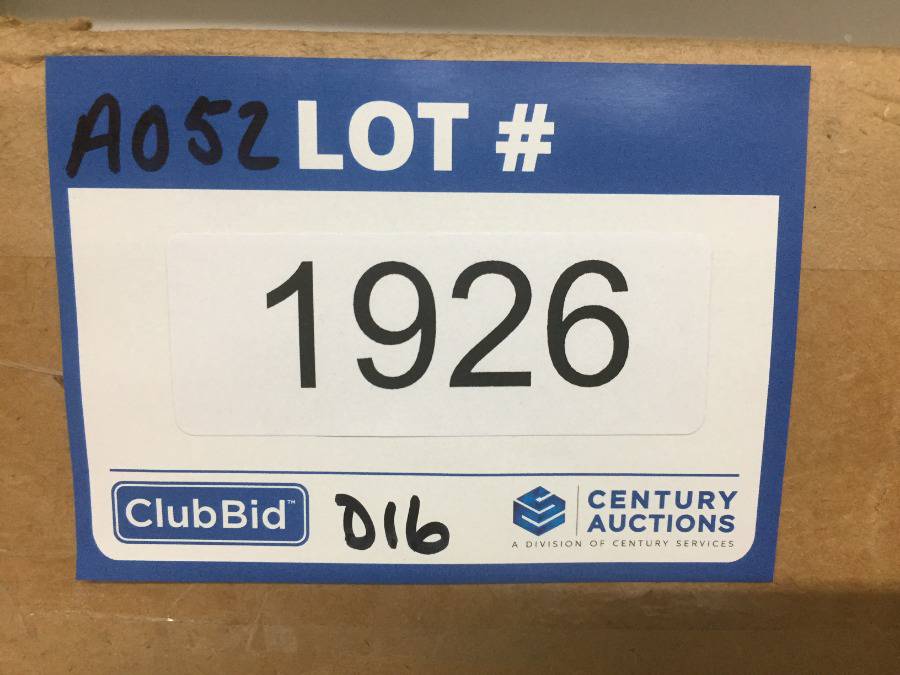 A052 LOT #
1926
ClubBid™
D16
CENTURY
AUCTIONS
A DIVISION OF CENTURY SERVICES